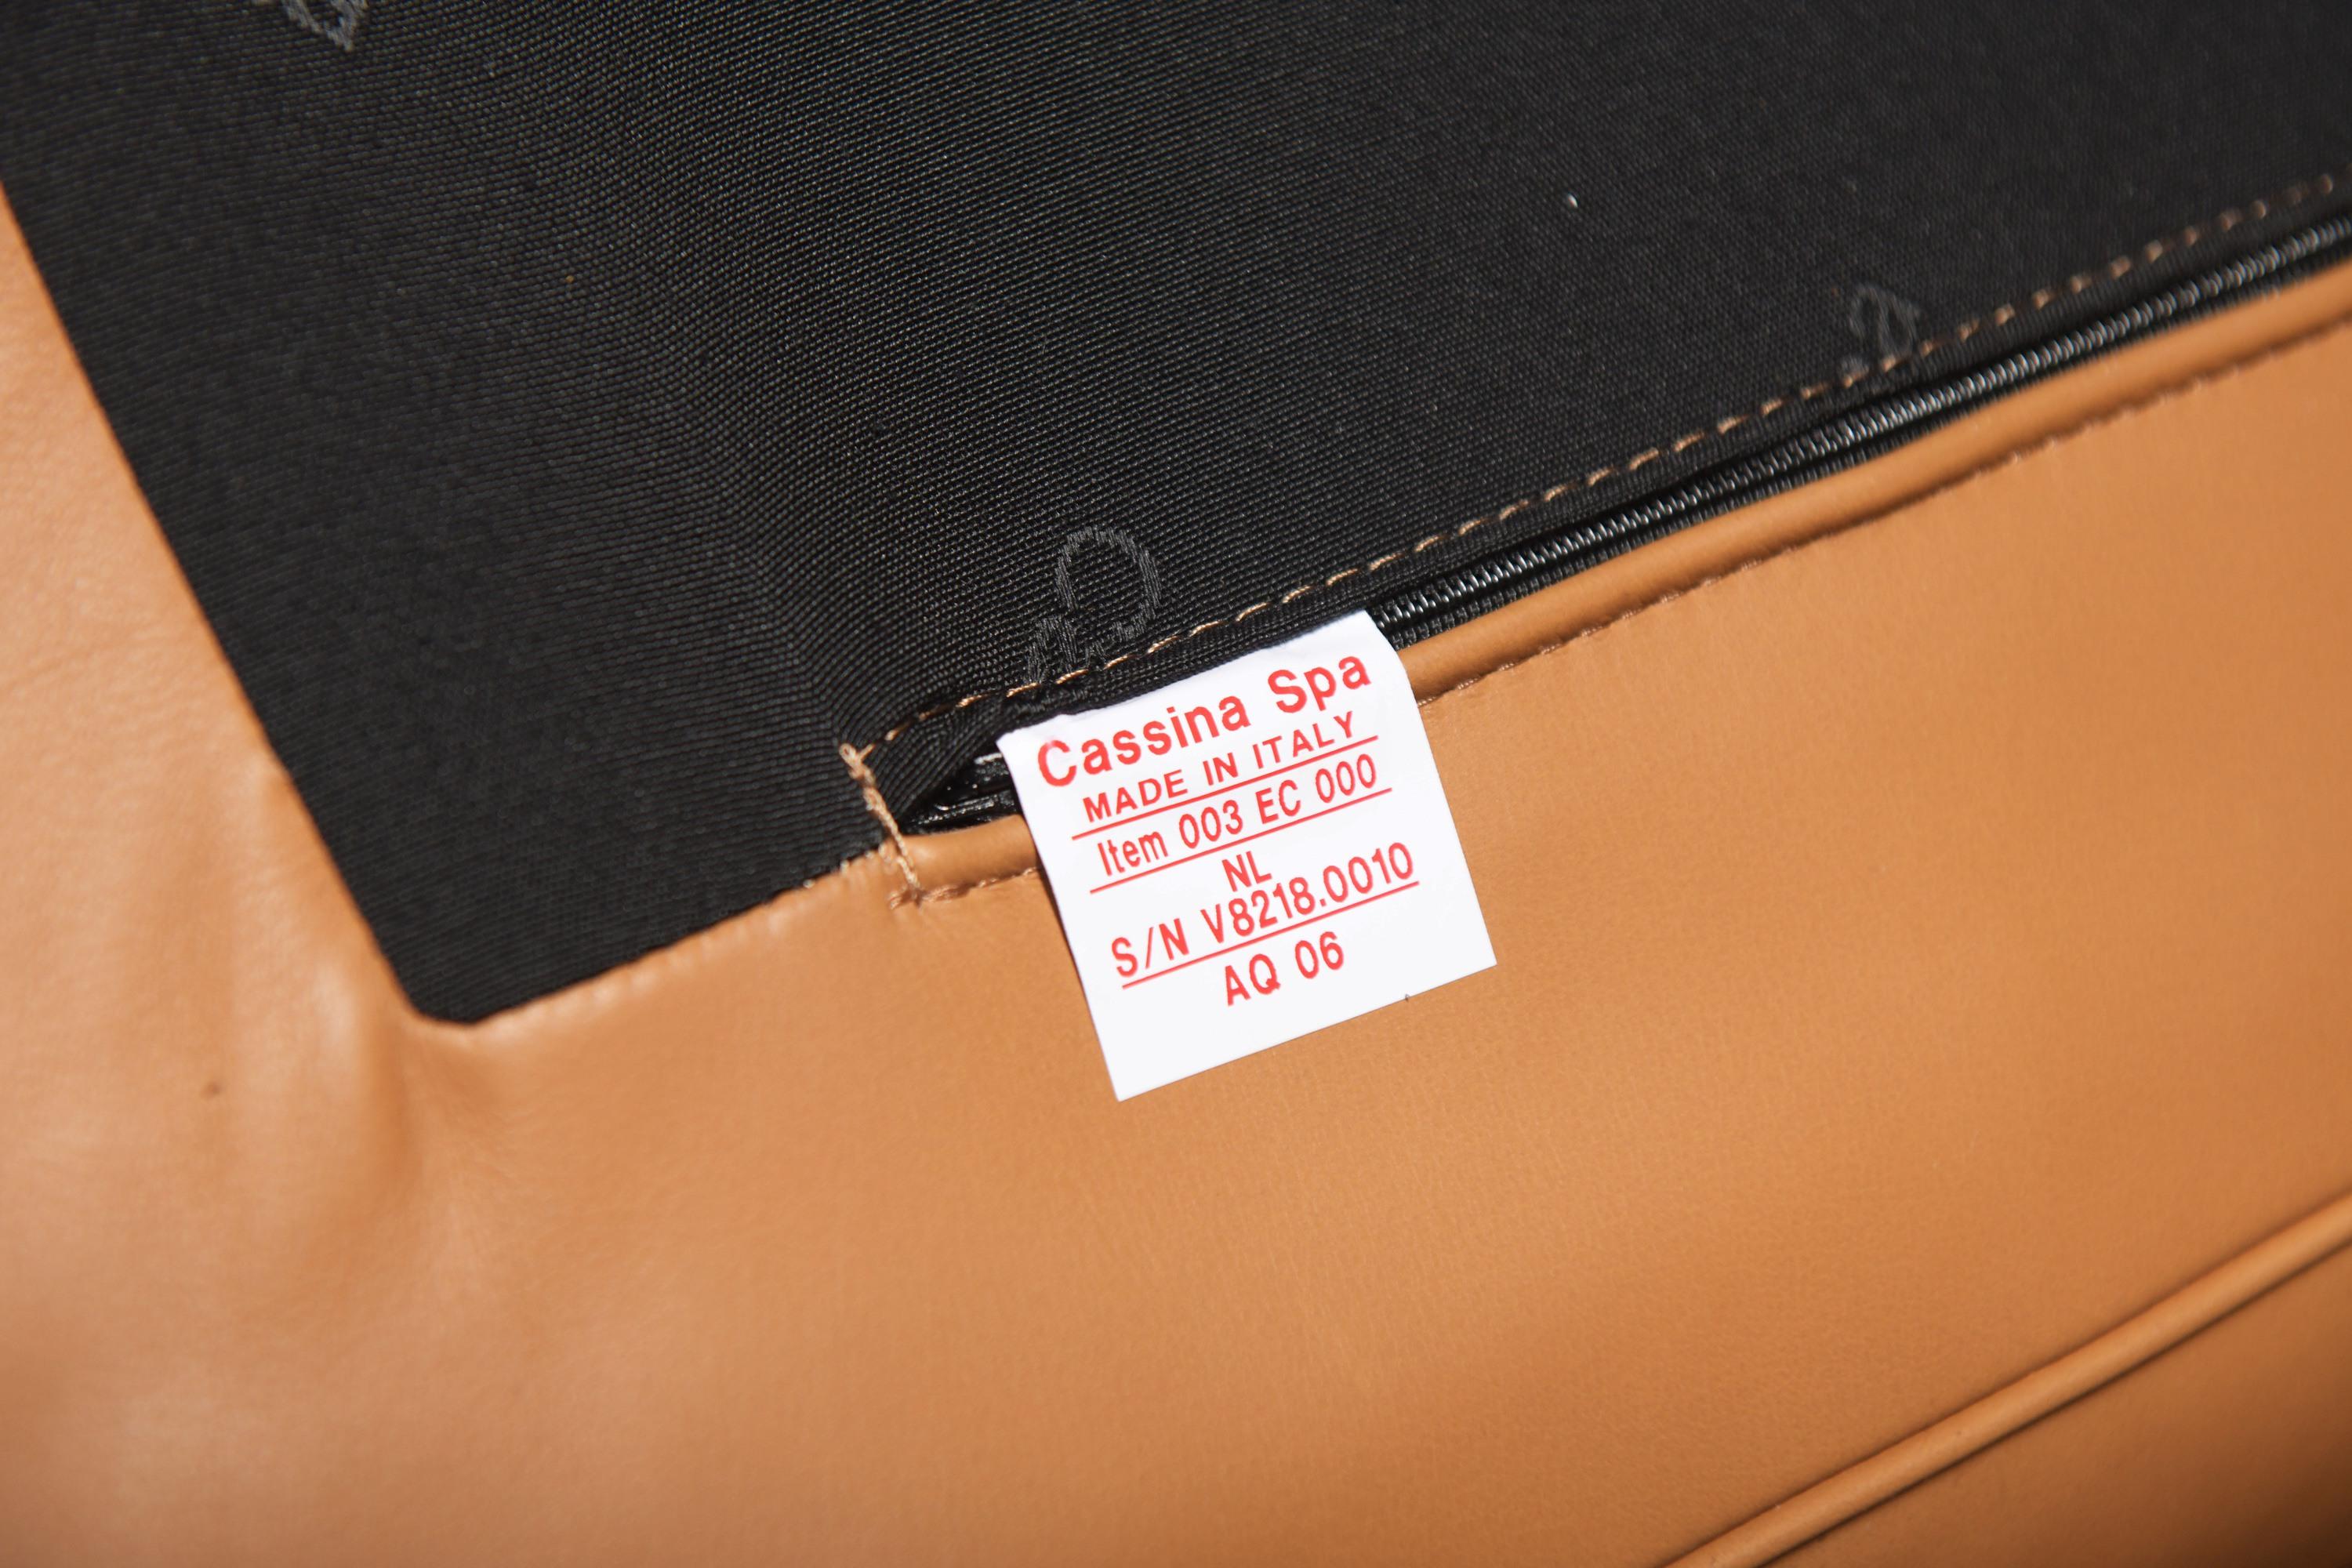 Cassina Spa
MADE IN ITALY
Item 003 EC 000
NL
S/N V8218.0010
AQ 06